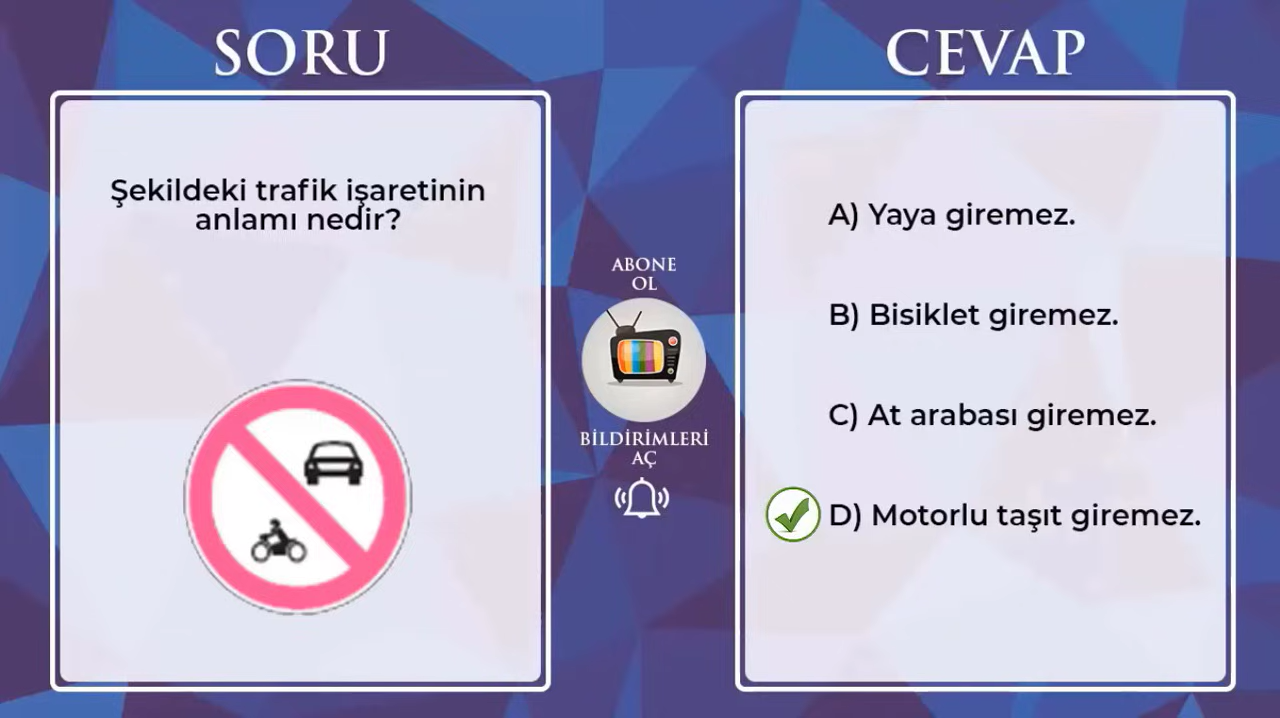 SORU
Şekildeki trafik işaretinin
anlamı nedir?
ABONE
OL
BİLDİRİMLERİ
AÇ
CEVAP
A) Yaya giremez.
B) Bisiklet giremez.
C) At arabası giremez.
D) Motorlu taşıt giremez.